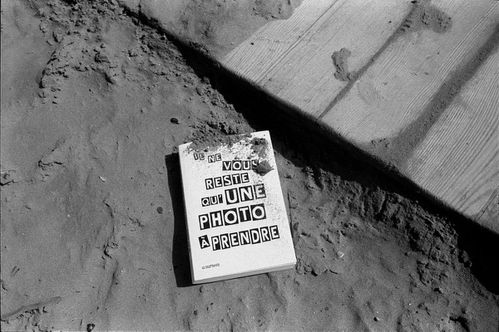 IL NE
VOUS
RESTE
QU'UNE
PHOTO
À PRENDRE